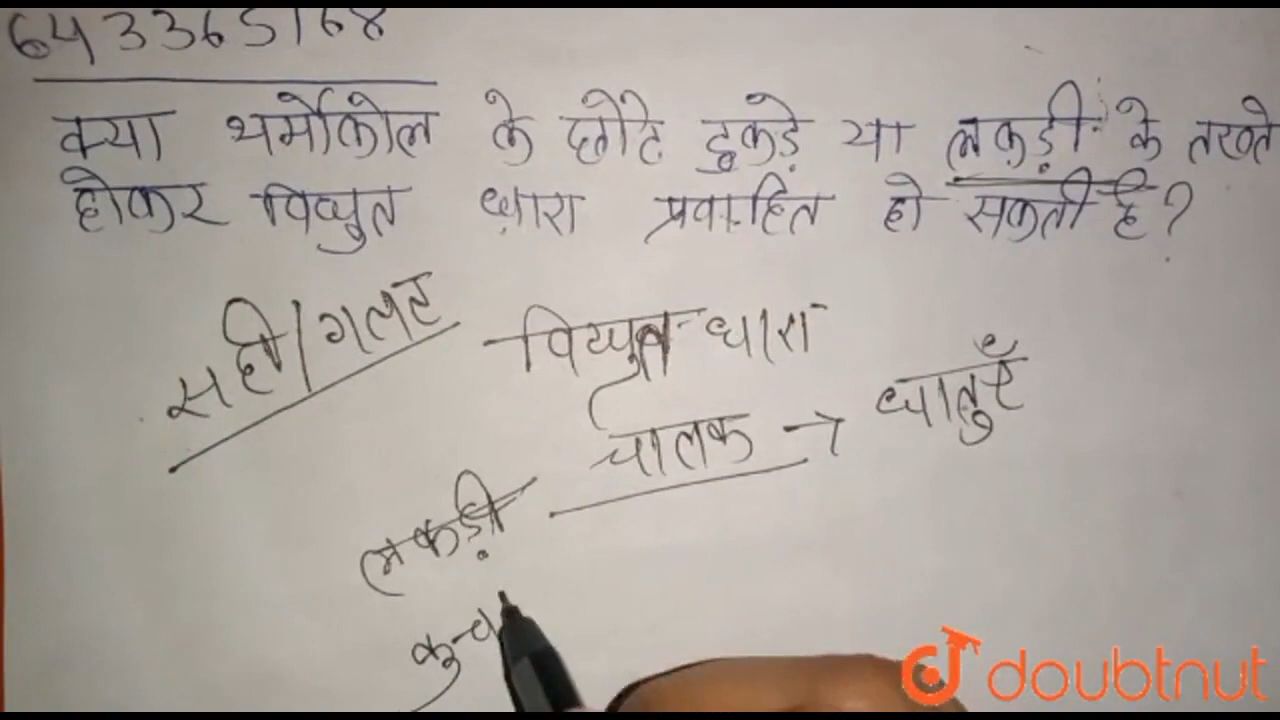 643365168
क्या थर्मोकोल के छोटे टुकड़े या लकड़ी के तख्ते
होकर विद्युत धारा प्रवाहित हो सकती है?
सही/गलत
विद्युत धारा
चालक → धातुएँ
लकड़ी
कुच
doubtnut